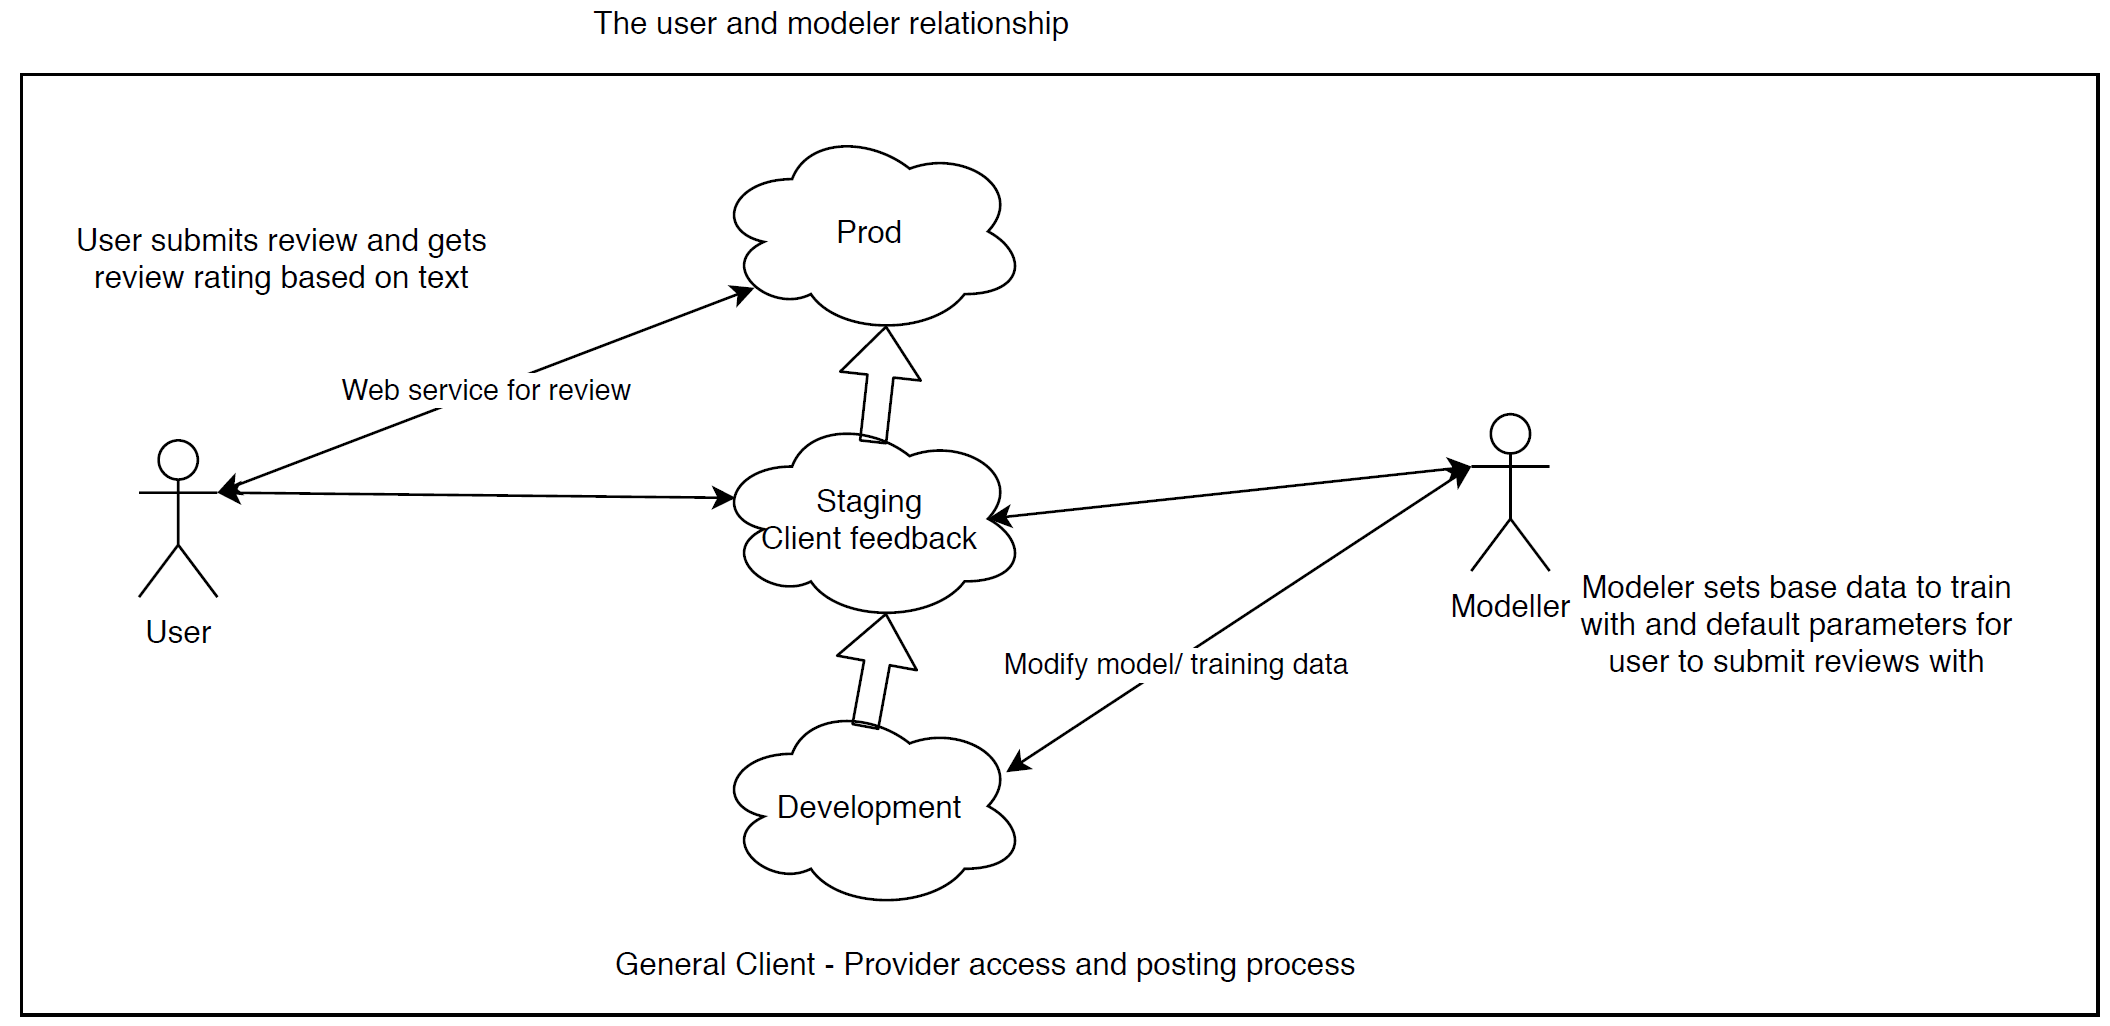 The user and modeler relationship
User submits review and gets
review rating based on text
Prod
Web service for review
Staging
Client feedback
User
Modeller
Modeler sets base data to train
with and default parameters for
user to submit reviews with
Modify model/ training data
Development
General Client - Provider access and posting process